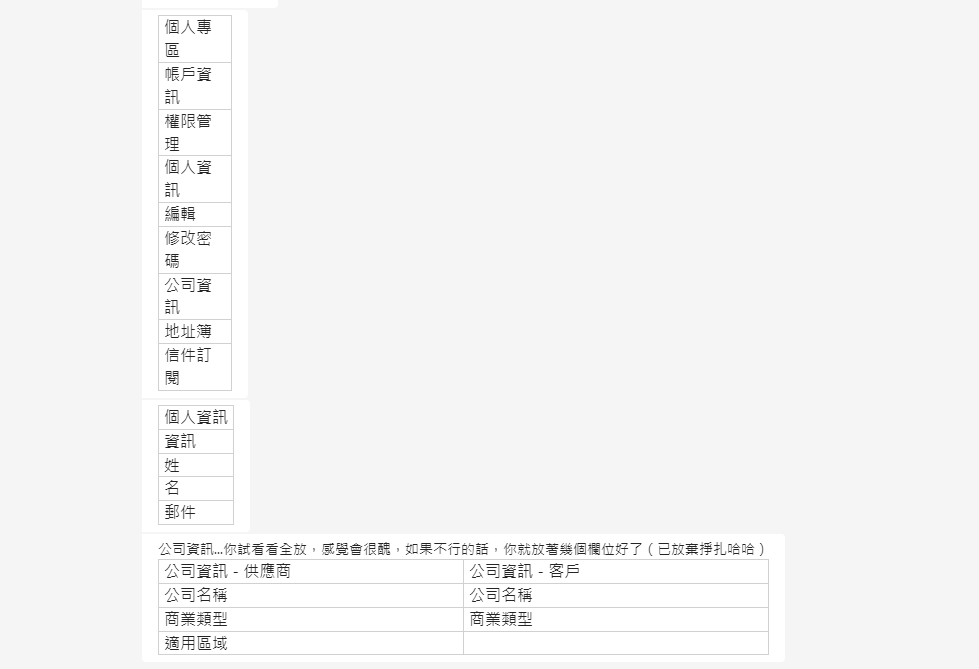 個人專
區
帳戶資
訊
權限管
理
個人資
訊
編輯
修改密
碼
公司資
訊
地址簿
信件訂
閱
個人資訊
資訊
姓
名
郵件
公司資訊...你試看看全放，感覺會很醜，如果不行的話，你就放著幾個欄位好了（已放棄掙扎哈哈）
公司資訊 - 供應商 公司資訊 - 客戶
公司名稱 公司名稱
商業類型 商業類型
適用區域